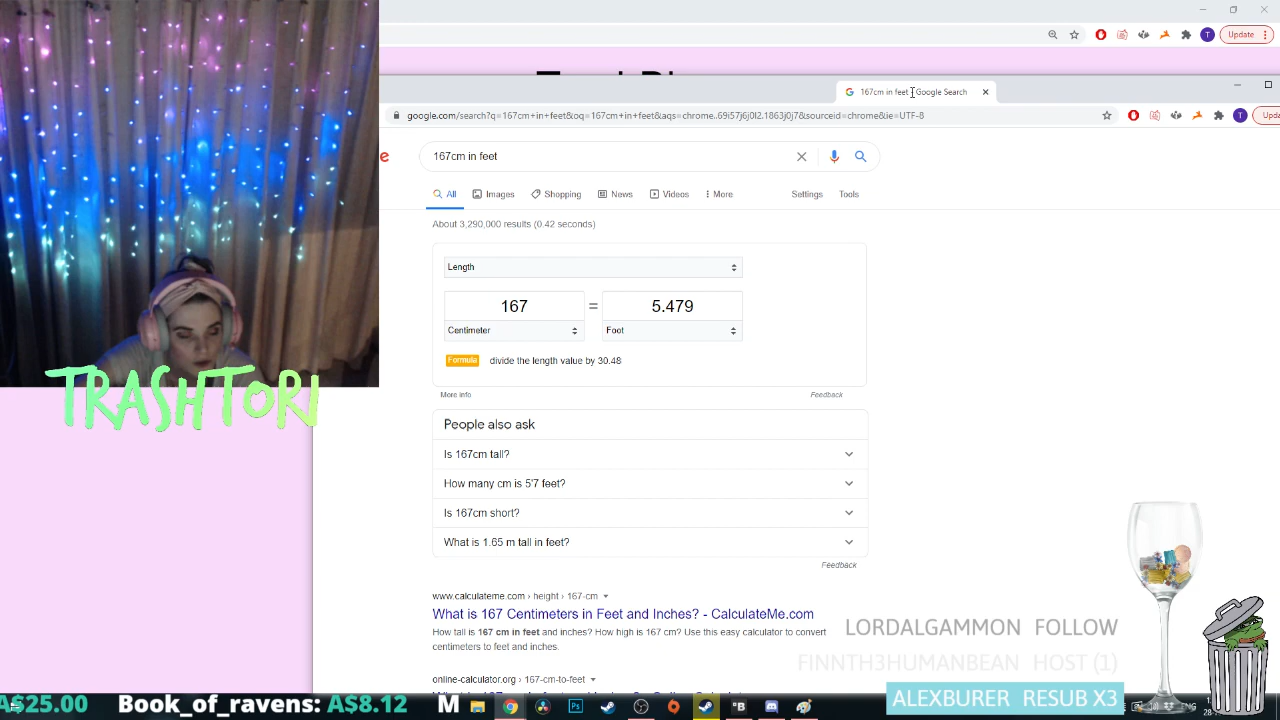 Update
167cm in feet - Google Search
google.com/search?q=167cm+in+feet&oq=167cm+in+feet&aqs=chrome..69i57j6j0l2.1863j0j7&sourceid=chrome&ie=UTF-8
T
e
167cm in feet
All Images Shopping News Videos More Settings Tools
About 3,290,000 results (0.42 seconds)
Length
167 = 5.479
Centimeter Foot
Formula divide the length value by 30.48
More info Feedback
People also ask
Is 167cm tall?
How many cm is 5'7 feet?
Is 167cm short?
What is 1.65 m tall in feet?
Feedback
www.calculateme.com › height › 167-cm
What is 167 Centimeters in Feet and Inches? - CalculateMe.com
How tall is 167 cm in feet and inches? How high is 167 cm? Use this easy calculator to convert
centimeters to feet and inches.
online-calculator.org › 167-cm-to-feet
TRASHTORI
LORDALGAMMON FOLLOW
FINNTH3HUMANBEAN HOST (1)
ALEXBURER RESUB X3
A$25.00 Book_of_ravens: A$8.12 M
ENG